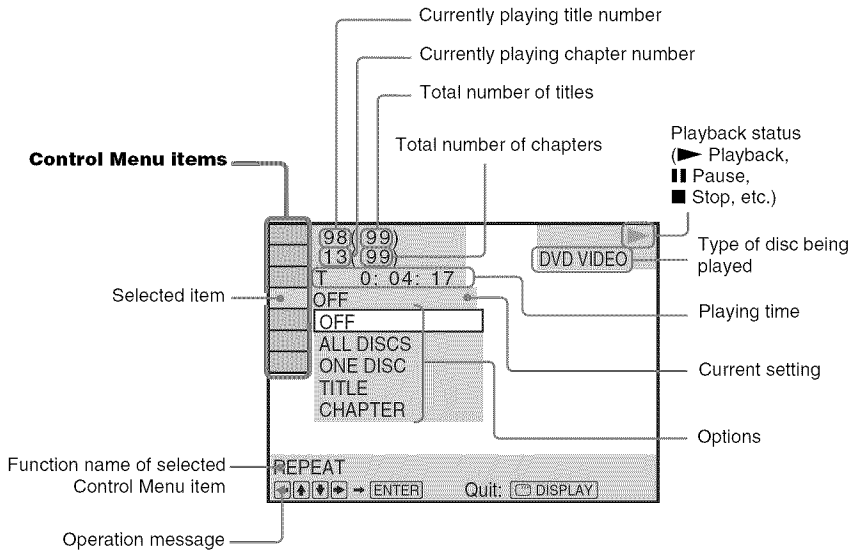 Currently playing title number
Currently playing chapter number
Total number of titles
Total number of chapters
Playback status
(► Playback,
❚❚ Pause,
■ Stop, etc.)
Control Menu items
98(99)
13(99)
T 0: 04: 17
OFF
OFF
ALL DISCS
ONE DISC
TITLE
CHAPTER
DVD VIDEO
Type of disc being
played
Selected item
Playing time
Current setting
Options
Function name of selected
Control Menu item
REPEAT
ENTER Quit: DISPLAY
Operation message